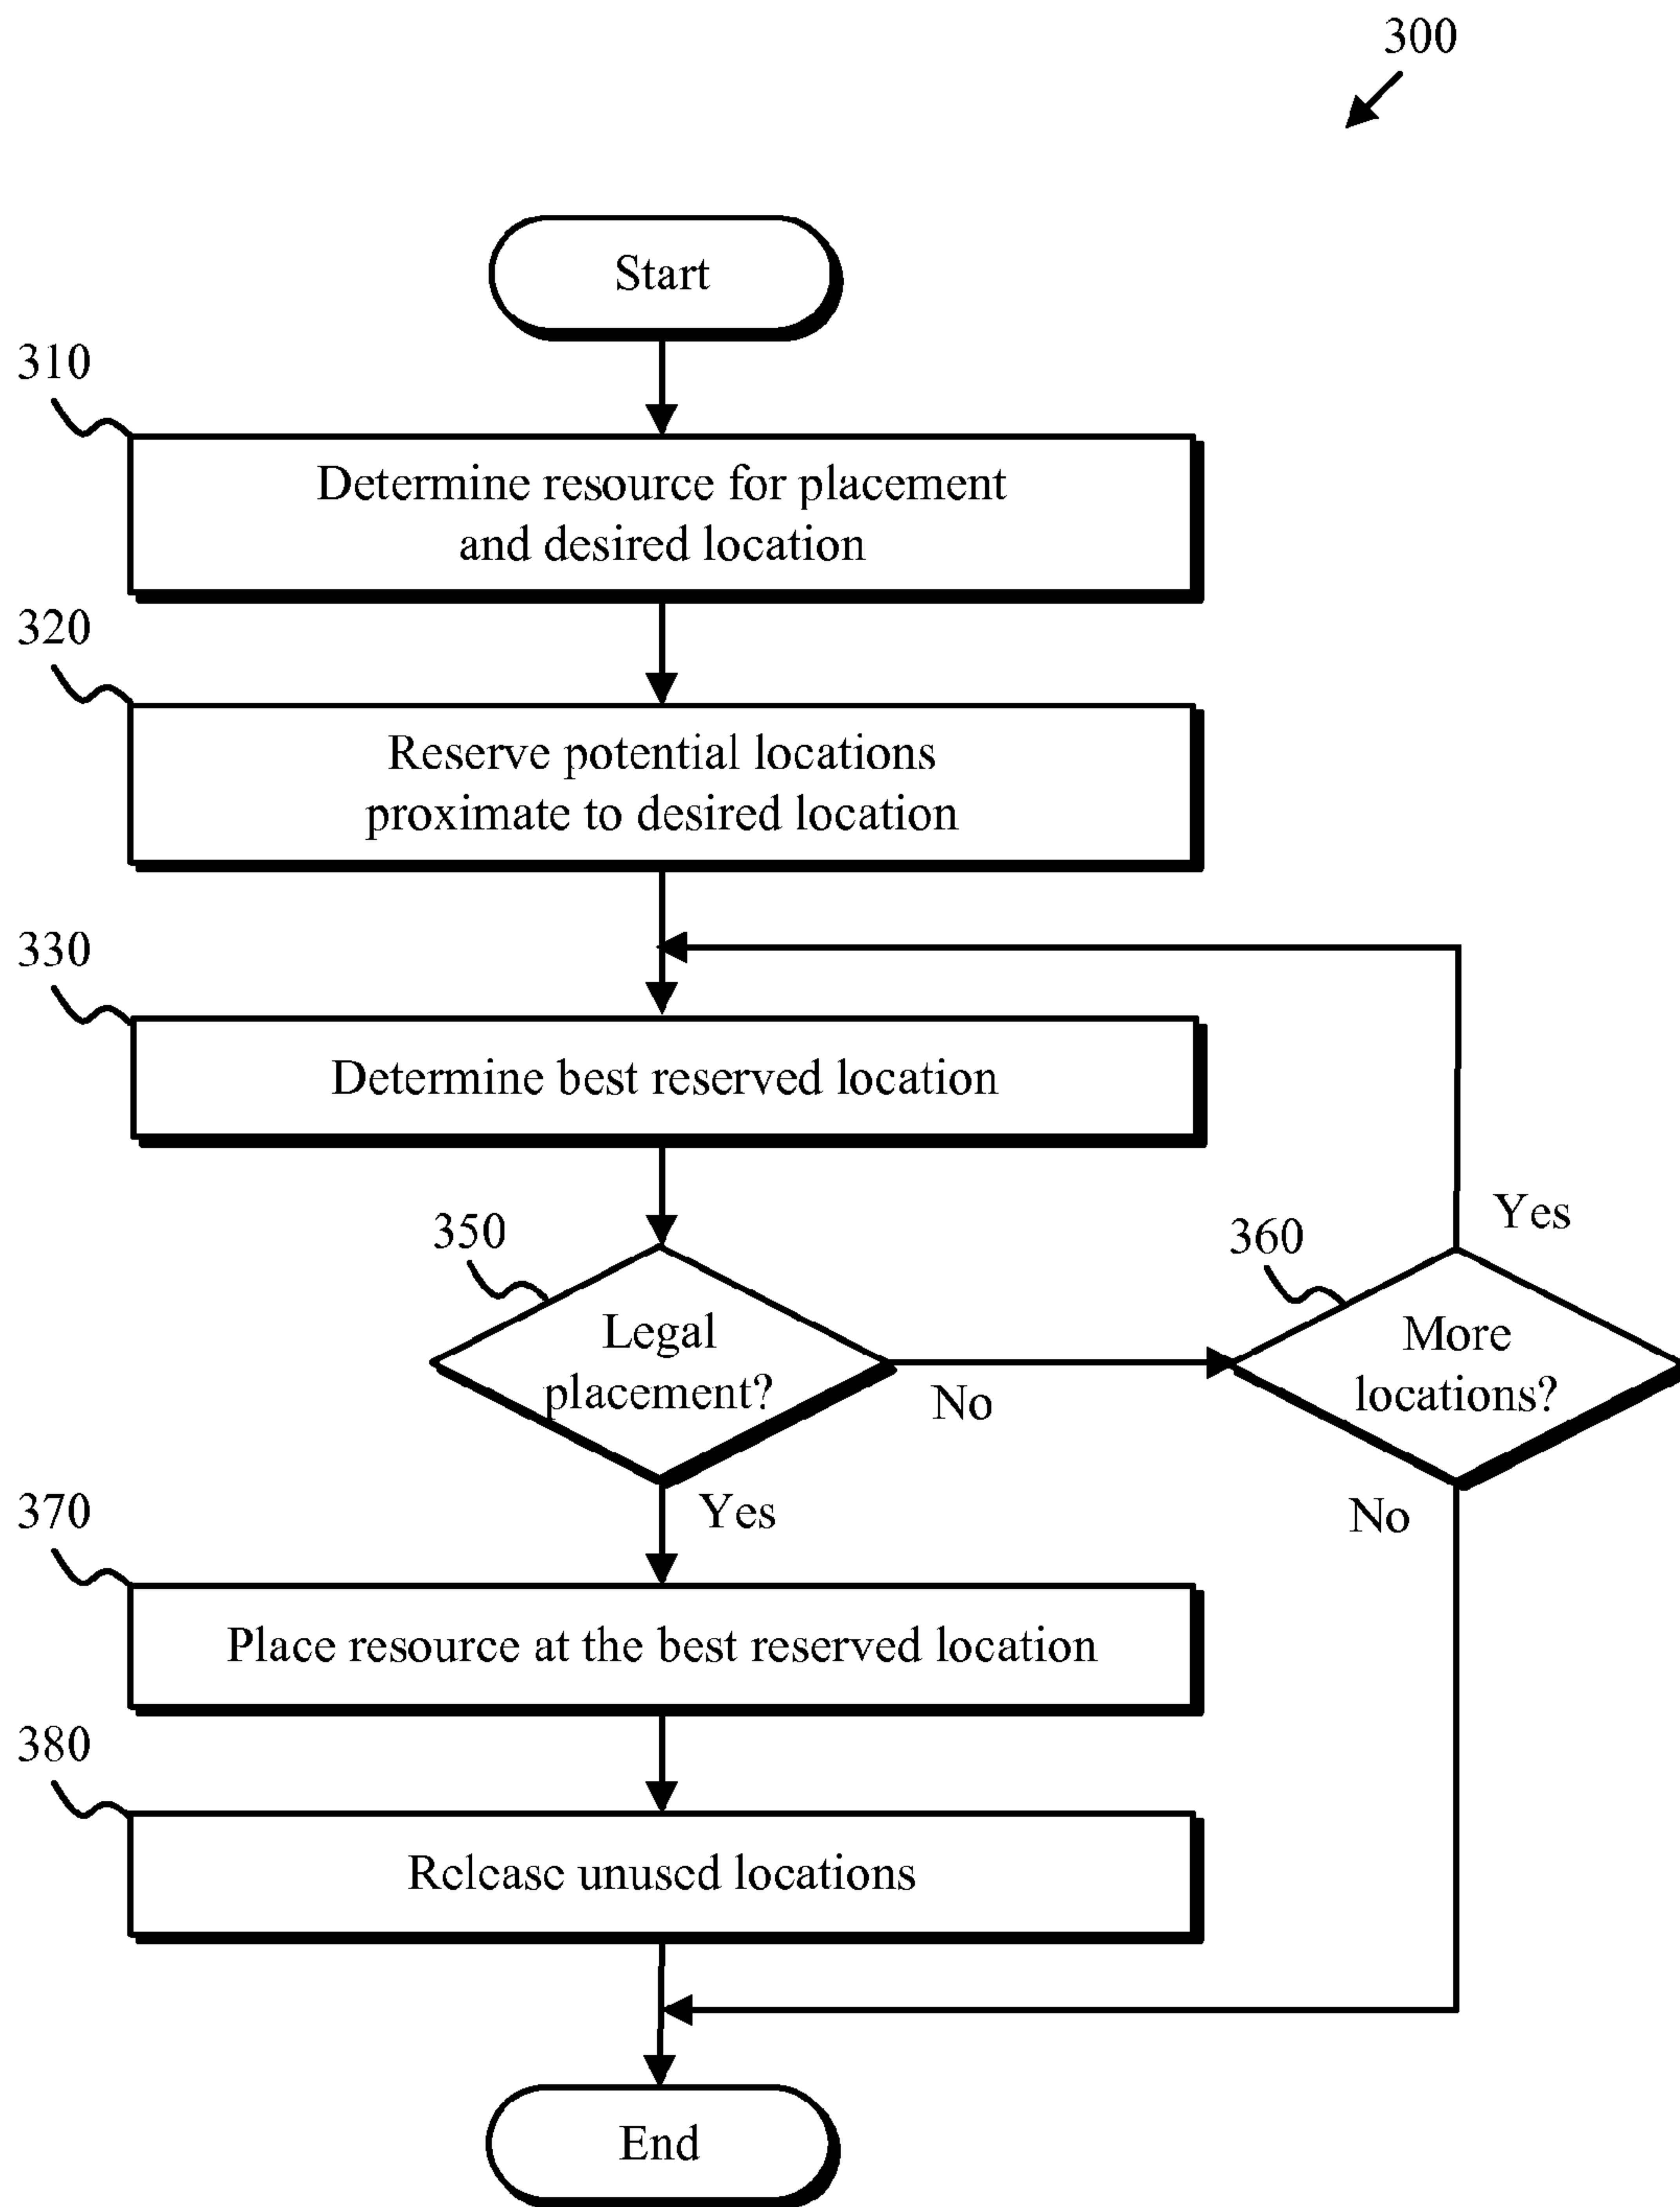 300
Start
310
Determine resource for placement
and desired location
320
Reserve potential locations
proximate to desired location
330
Determine best reserved location
350
Legal
placement?
No
360
More
locations?
Yes
Yes
No
370
Place resource at the best reserved location
380
Release unused locations
End